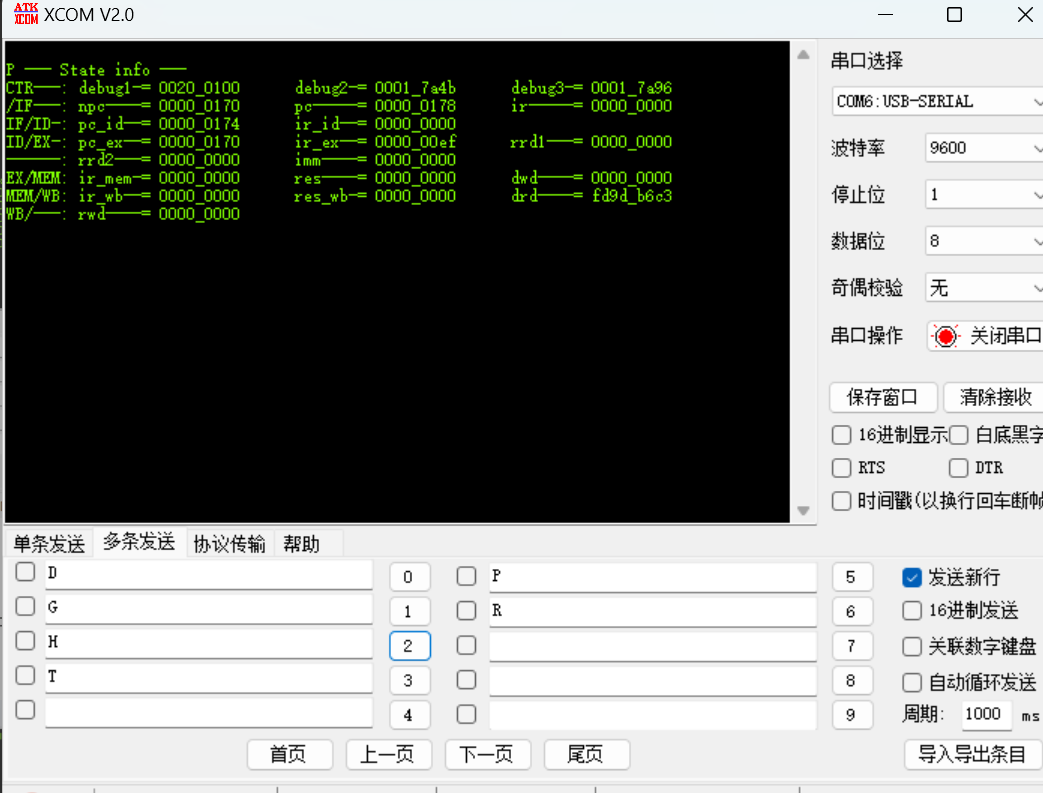 ATK
XCOM XCOM V2.0
P ── State info ──
CTR──: debug1─= 0020_0100 debug2─= 0001_7a4b debug3─= 0001_7a96
/IF──: npc───= 0000_0170 pc────= 0000_0178 ir────= 0000_0000
IF/ID─: pc_id──= 0000_0174 ir_id──= 0000_0000
ID/EX─: pc_ex──= 0000_0170 ir_ex──= 0000_00ef rrd1───= 0000_0000
─────: rrd2───= 0000_0000 imm───= 0000_0000
EX/MEM: ir_mem─= 0000_0000 res───= 0000_0000 dwd───= 0000_0000
MEM/WB: ir_wb──= 0000_0000 res_wb─= 0000_0000 drd───= fd9d_b6c3
WB/──: rwd───= 0000_0000
串口选择
COM6:USB-SERIAL
波特率 9600
停止位 1
数据位 8
奇偶校验 无
串口操作 关闭串口
保存窗口 清除接收
16进制显示 白底黑字
RTS DTR
时间戳(以换行回车断帧
单条发送 多条发送 协议传输 帮助
D 0 P 5 发送新行
G 1 R 6 16进制发送
H 2 7 关联数字键盘
T 3 8 自动循环发送
4 9 周期: 1000 ms
首页 上一页 下一页 尾页 导入导出条目